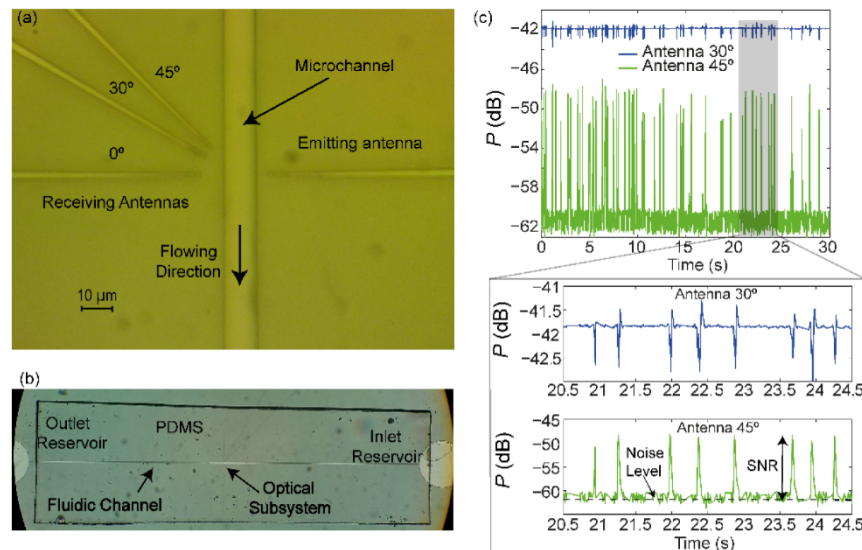 (a)
45º
30º
0º
Microchannel
Emitting antenna
Receiving Antennas
Flowing
Direction
10 µm
(b)
Outlet
Reservoir
PDMS
Inlet
Reservoir
Fluidic Channel
Optical
Subsystem
(c)
P (dB)
−42
−46
−50
−54
−58
−62
Antenna 30º
Antenna 45º
0 5 10 15 20 25 30
Time (s)
P (dB)
−41
−41.5
−42
−42.5
Antenna 30º
20.5 21 21.5 22 22.5 23 23.5 24 24.5
P (dB)
−45
−50
−55
−60
Antenna 45º
Noise
Level
SNR
20.5 21 21.5 22 22.5 23 23.5 24 24.5
Time (s)